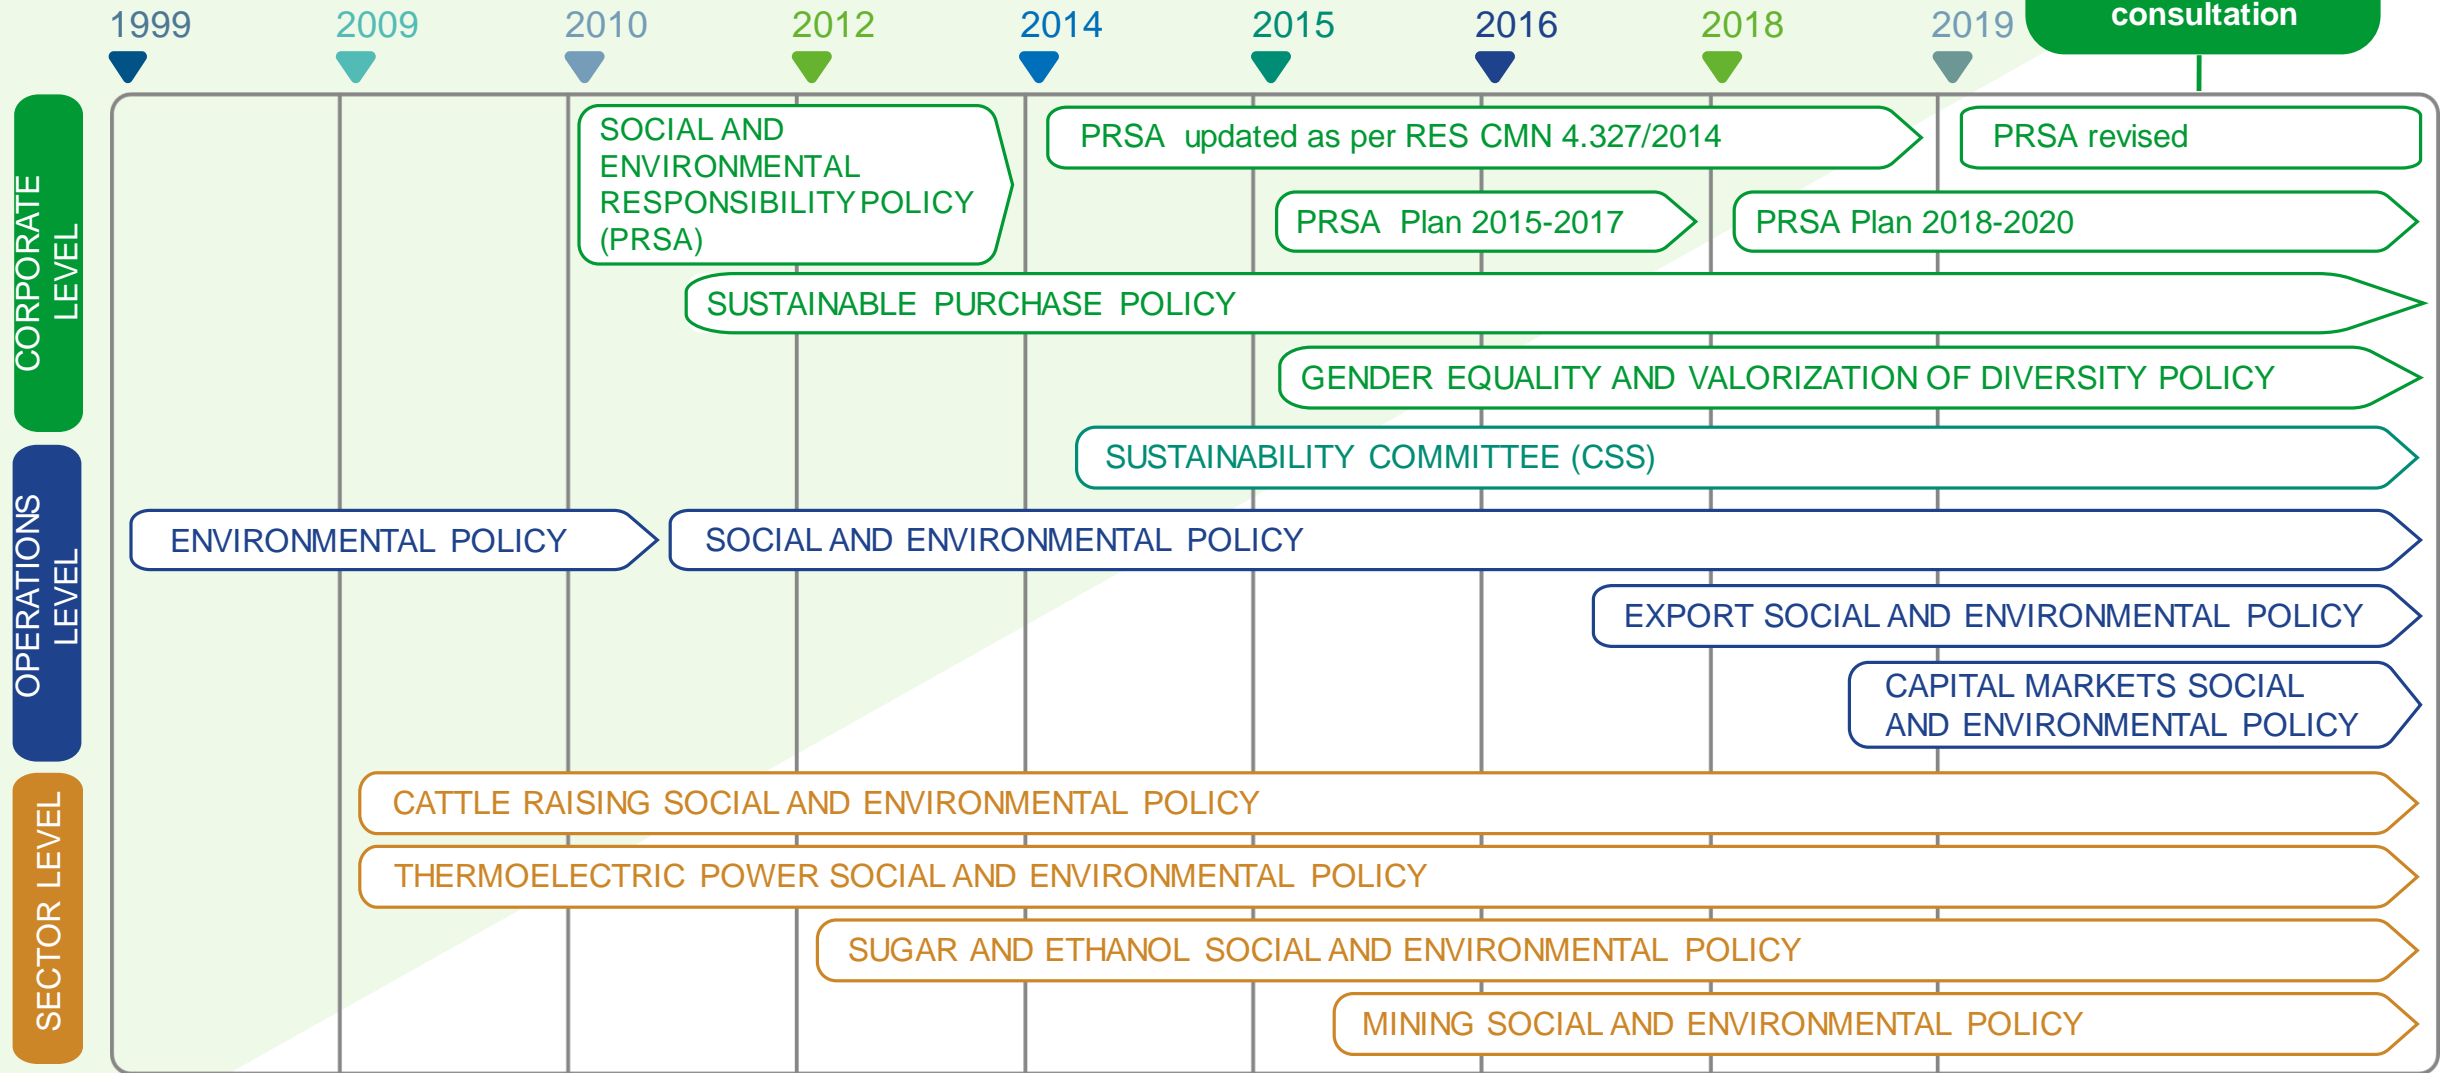 1999
2009
2010
2012
2014
2015
2016
2018
2019
consultation
CORPORATE
LEVEL
SOCIAL AND
ENVIRONMENTAL
RESPONSIBILITY POLICY
(PRSA)
PRSA updated as per RES CMN 4.327/2014
PRSA revised
PRSA Plan 2015-2017
PRSA Plan 2018-2020
SUSTAINABLE PURCHASE POLICY
GENDER EQUALITY AND VALORIZATION OF DIVERSITY POLICY
SUSTAINABILITY COMMITTEE (CSS)
OPERATIONS
LEVEL
ENVIRONMENTAL POLICY
SOCIAL AND ENVIRONMENTAL POLICY
EXPORT SOCIAL AND ENVIRONMENTAL POLICY
CAPITAL MARKETS SOCIAL
AND ENVIRONMENTAL POLICY
SECTOR LEVEL
CATTLE RAISING SOCIAL AND ENVIRONMENTAL POLICY
THERMOELECTRIC POWER SOCIAL AND ENVIRONMENTAL POLICY
SUGAR AND ETHANOL SOCIAL AND ENVIRONMENTAL POLICY
MINING SOCIAL AND ENVIRONMENTAL POLICY